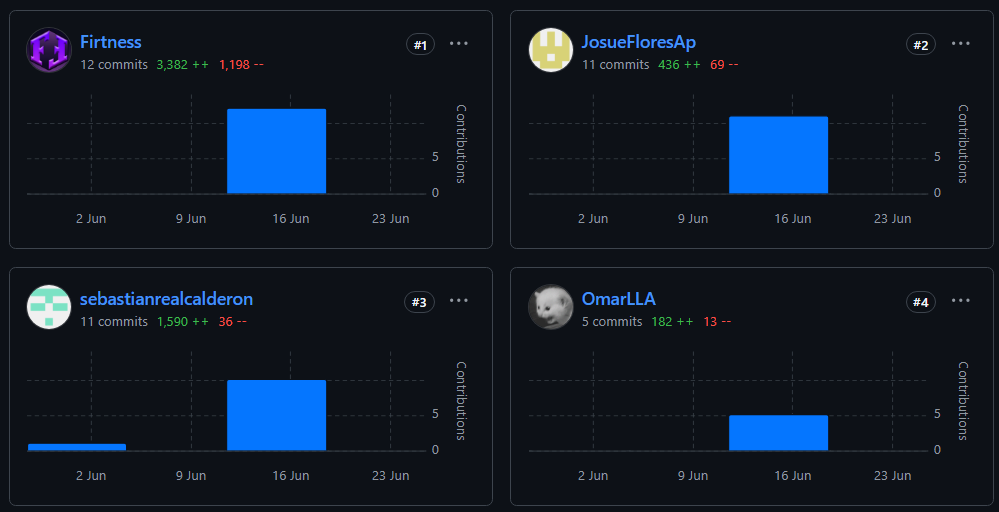 Firtness
#1
12 commits 3,382 ++ 1,198 --
Contributions
5
0
2 Jun 9 Jun 16 Jun 23 Jun
JosueFloresAp
#2
11 commits 436 ++ 69 --
Contributions
5
0
2 Jun 9 Jun 16 Jun 23 Jun
sebastianrealcalderon
#3
11 commits 1,590 ++ 36 --
Contributions
5
0
2 Jun 9 Jun 16 Jun 23 Jun
OmarLLA
#4
5 commits 182 ++ 13 --
Contributions
5
0
2 Jun 9 Jun 16 Jun 23 Jun